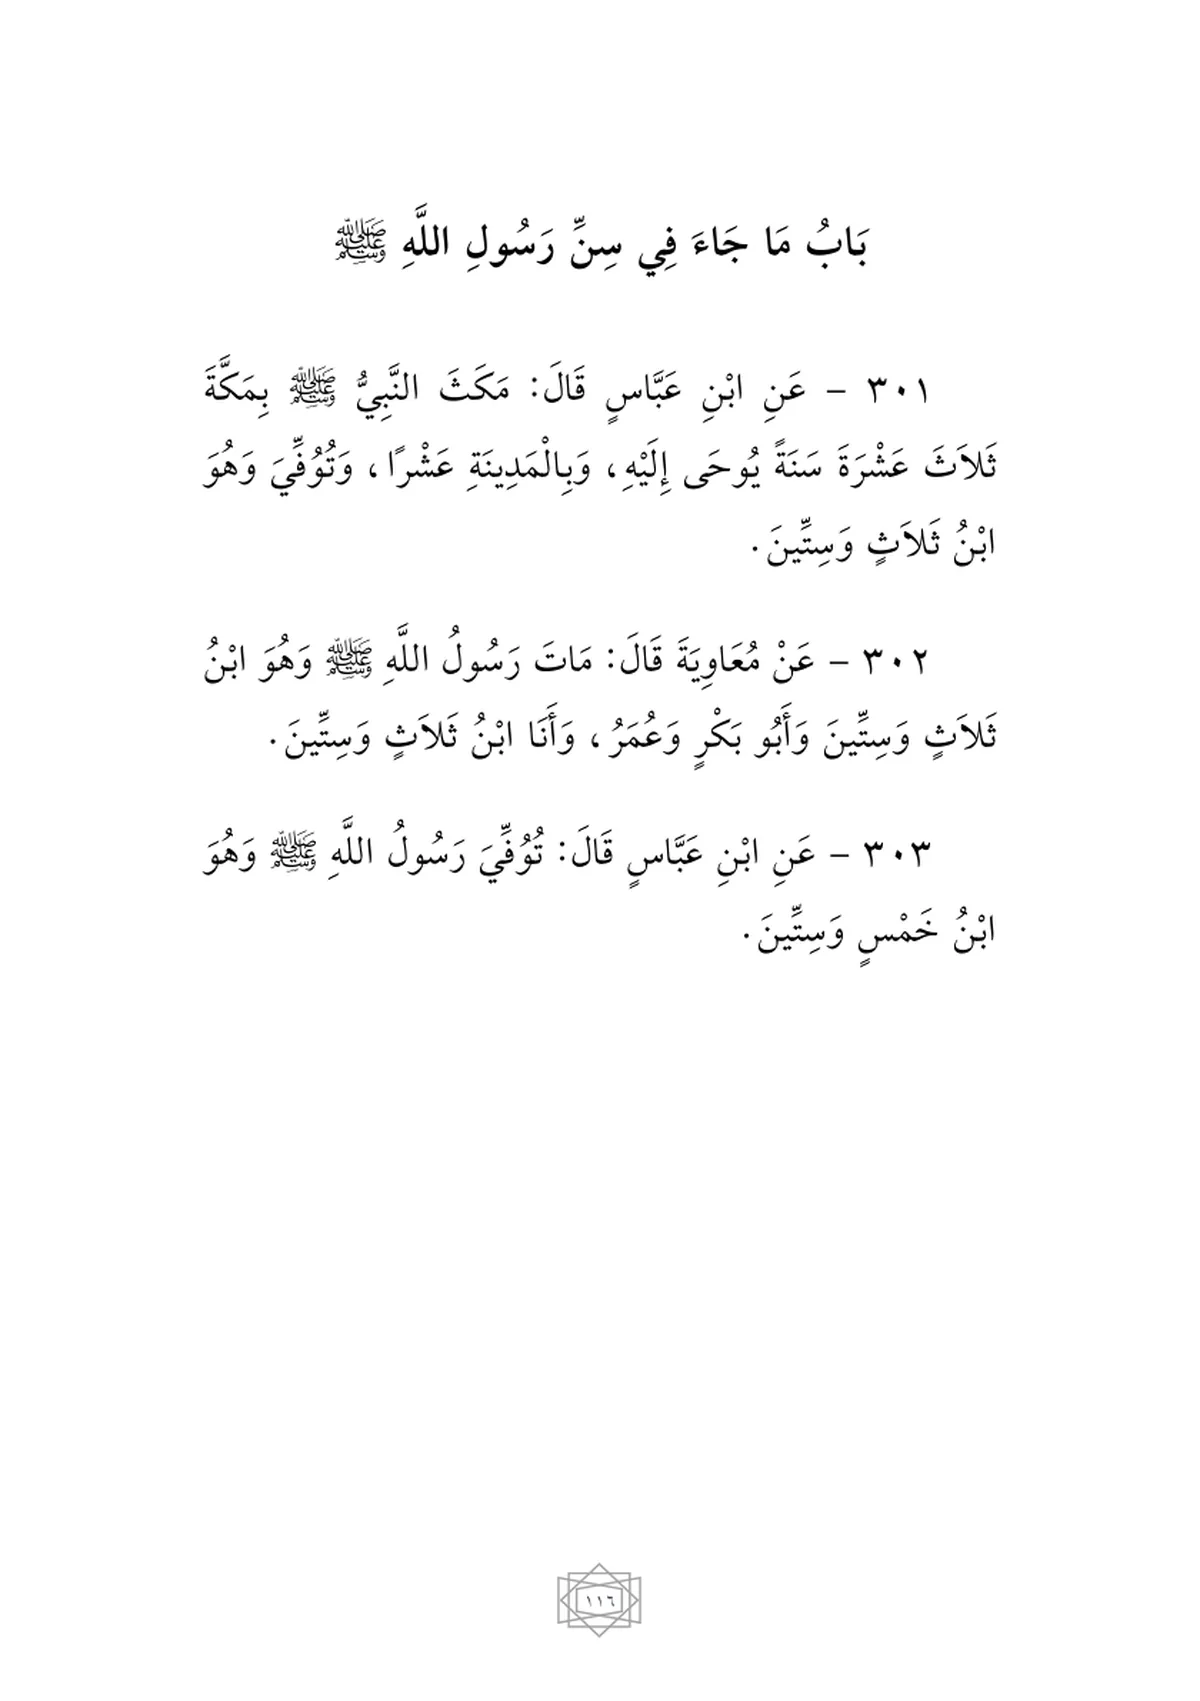 بَابُ مَا جَاءَ فِي سِنِّ رَسُولِ اللَّهِ ﷺ
٣٠١ – عَنِ ابْنِ عَبَّاسٍ قَالَ: مَكَثَ النَّبِيُّ ﷺ بِمَكَّةَ
ثَلاَثَ عَشْرَةَ سَنَةً يُوحَى إِلَيْهِ، وَبِالْمَدِينَةِ عَشْرًا، وَتُوُفِّيَ وَهُوَ
ابْنُ ثَلاَثٍ وَسِتِّينَ.
٣٠٢ – عَنْ مُعَاوِيَةَ قَالَ: مَاتَ رَسُولُ اللَّهِ ﷺ وَهُوَ ابْنُ
ثَلاَثٍ وَسِتِّينَ وَأَبُو بَكْرٍ وَعُمَرُ، وَأَنَا ابْنُ ثَلاَثٍ وَسِتِّينَ.
٣٠٣ – عَنِ ابْنِ عَبَّاسٍ قَالَ: تُوُفِّيَ رَسُولُ اللَّهِ ﷺ وَهُوَ
ابْنُ خَمْسٍ وَسِتِّينَ.
١١٦